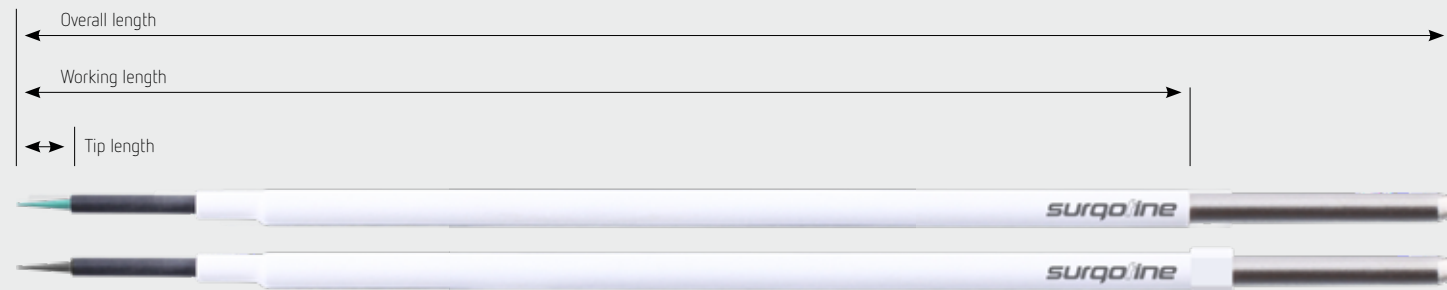 Overall length
Working length
Tip length
surgoline
surgoline